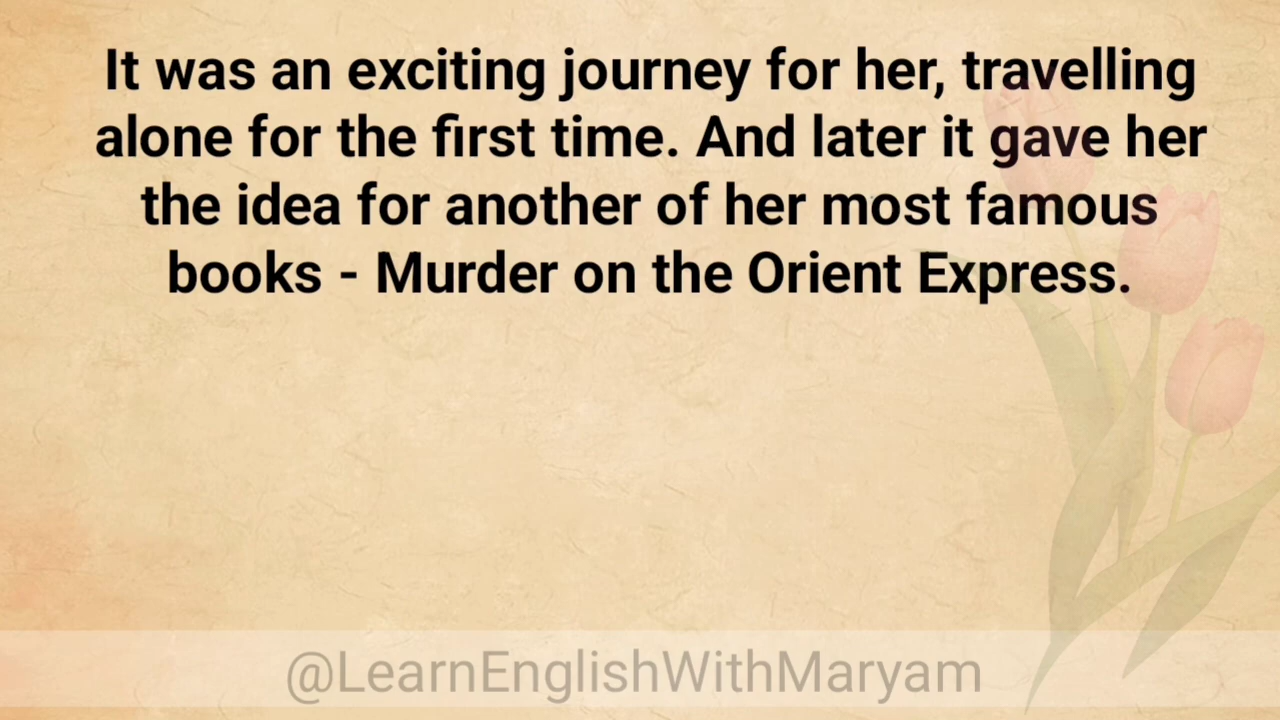 It was an exciting journey for her, travelling
alone for the first time. And later it gave her
the idea for another of her most famous
books - Murder on the Orient Express.
@LearnEnglishWithMaryam